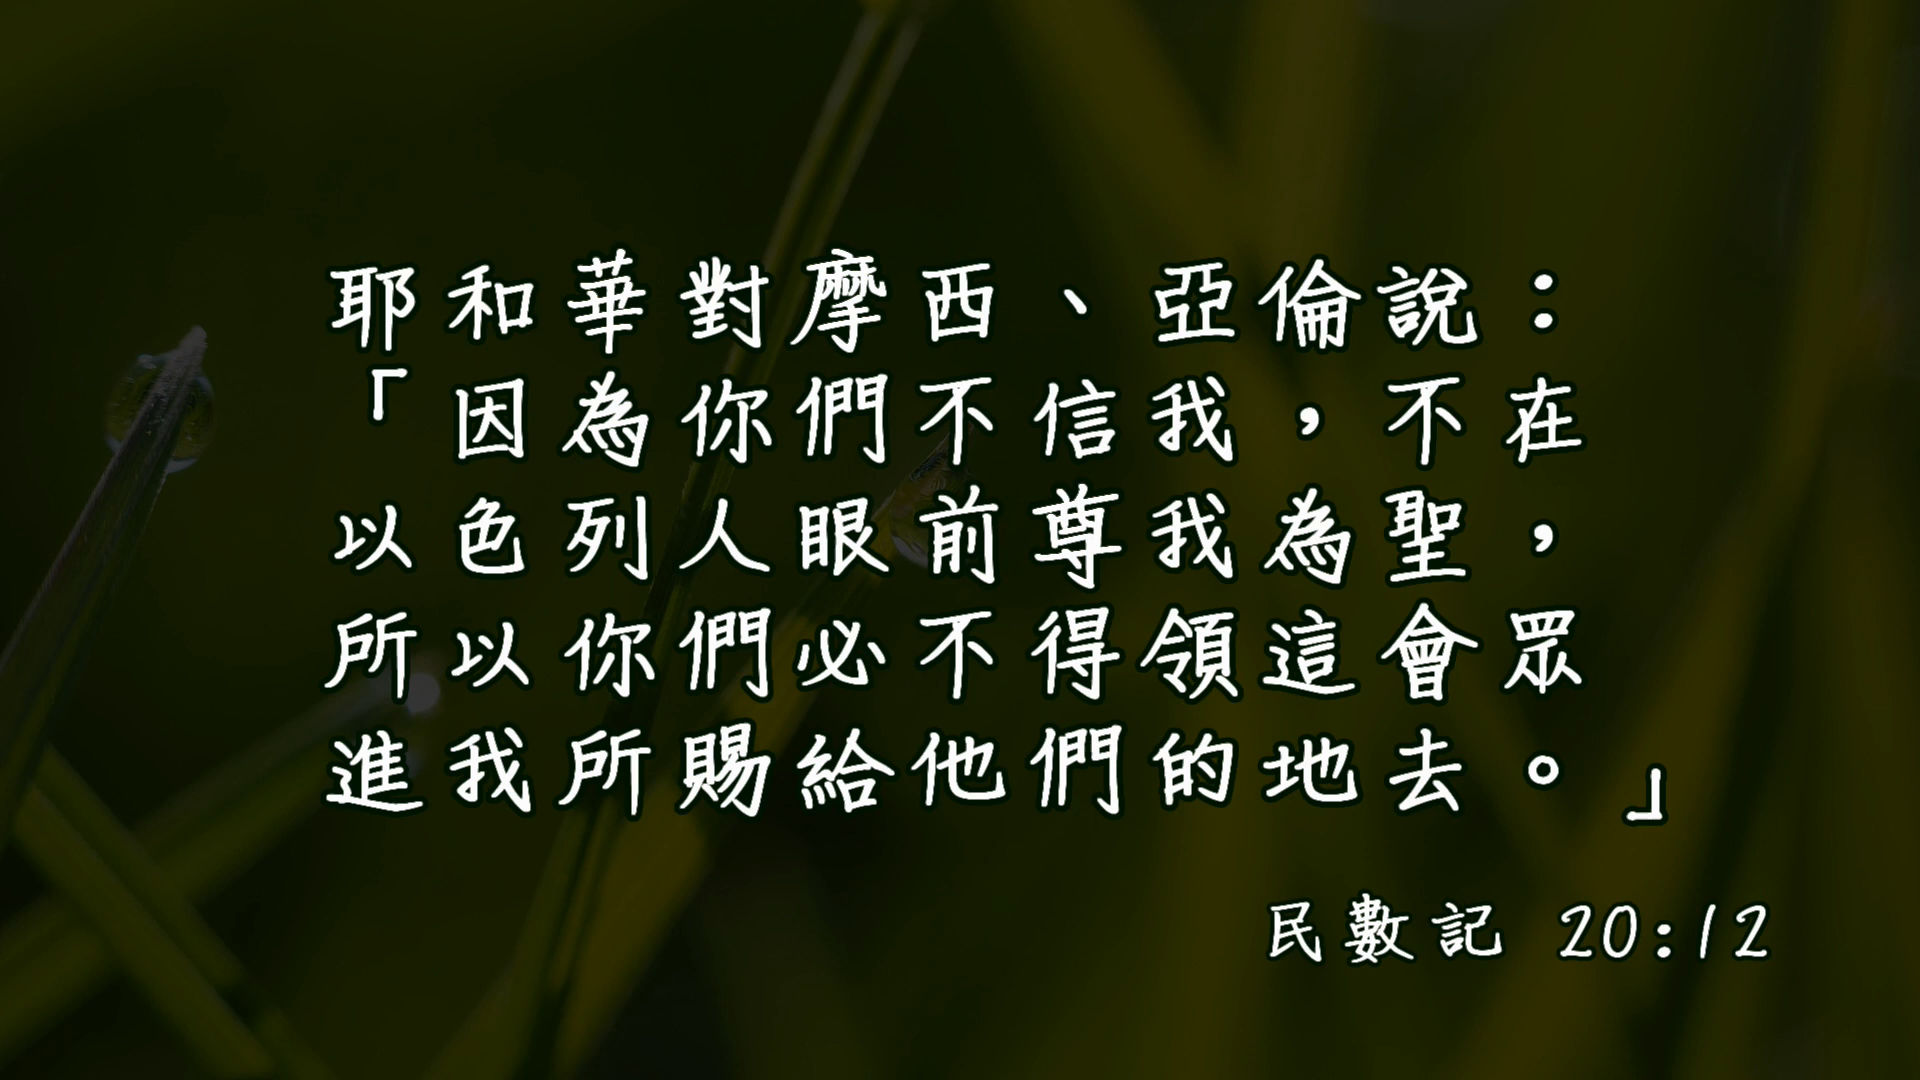 耶和華對摩西、亞倫說：
「因為你們不信我，不在
以色列人眼前尊我為聖，
所以你們必不得領這會眾
進我所賜給他們的地去。」
民數記 20:12